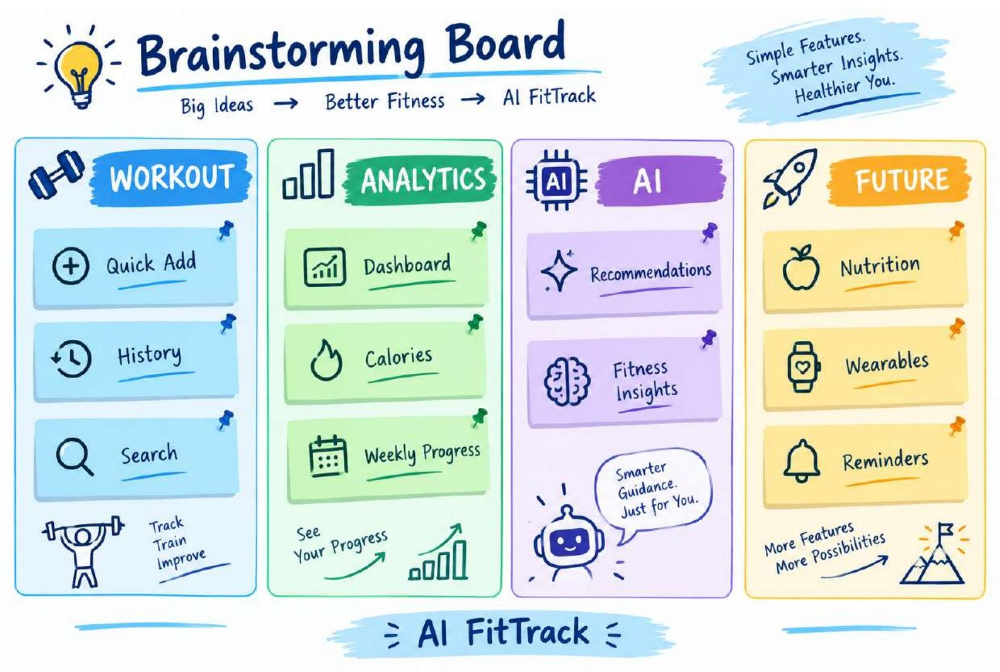 Brainstorming Board
Big Ideas → Better Fitness → AI FitTrack
Simple Features.
Smarter Insights.
Healthier You.
WORKOUT
Quick Add
History
Search
Track
Train
Improve
ANALYTICS
Dashboard
Calories
Weekly Progress
See
Your Progress
AI
AI
Recommendations
Fitness
Insights
Smarter
Guidance.
Just for You.
FUTURE
Nutrition
Wearables
Reminders
More Features
More Possibilities
AI FitTrack